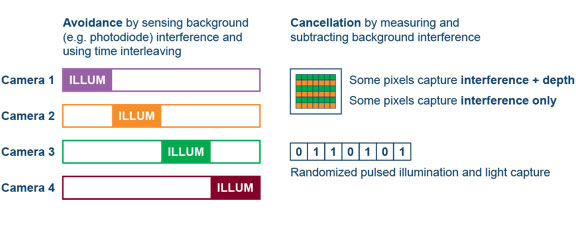 Avoidance by sensing background
(e.g. photodiode) interference and
using time interleaving
Camera 1 ILLUM
Camera 2 ILLUM
Camera 3 ILLUM
Camera 4 ILLUM
Cancellation by measuring and
subtracting background interference
Some pixels capture interference + depth
Some pixels capture interference only
0 1 1 0 1 0 1
Randomized pulsed illumination and light capture